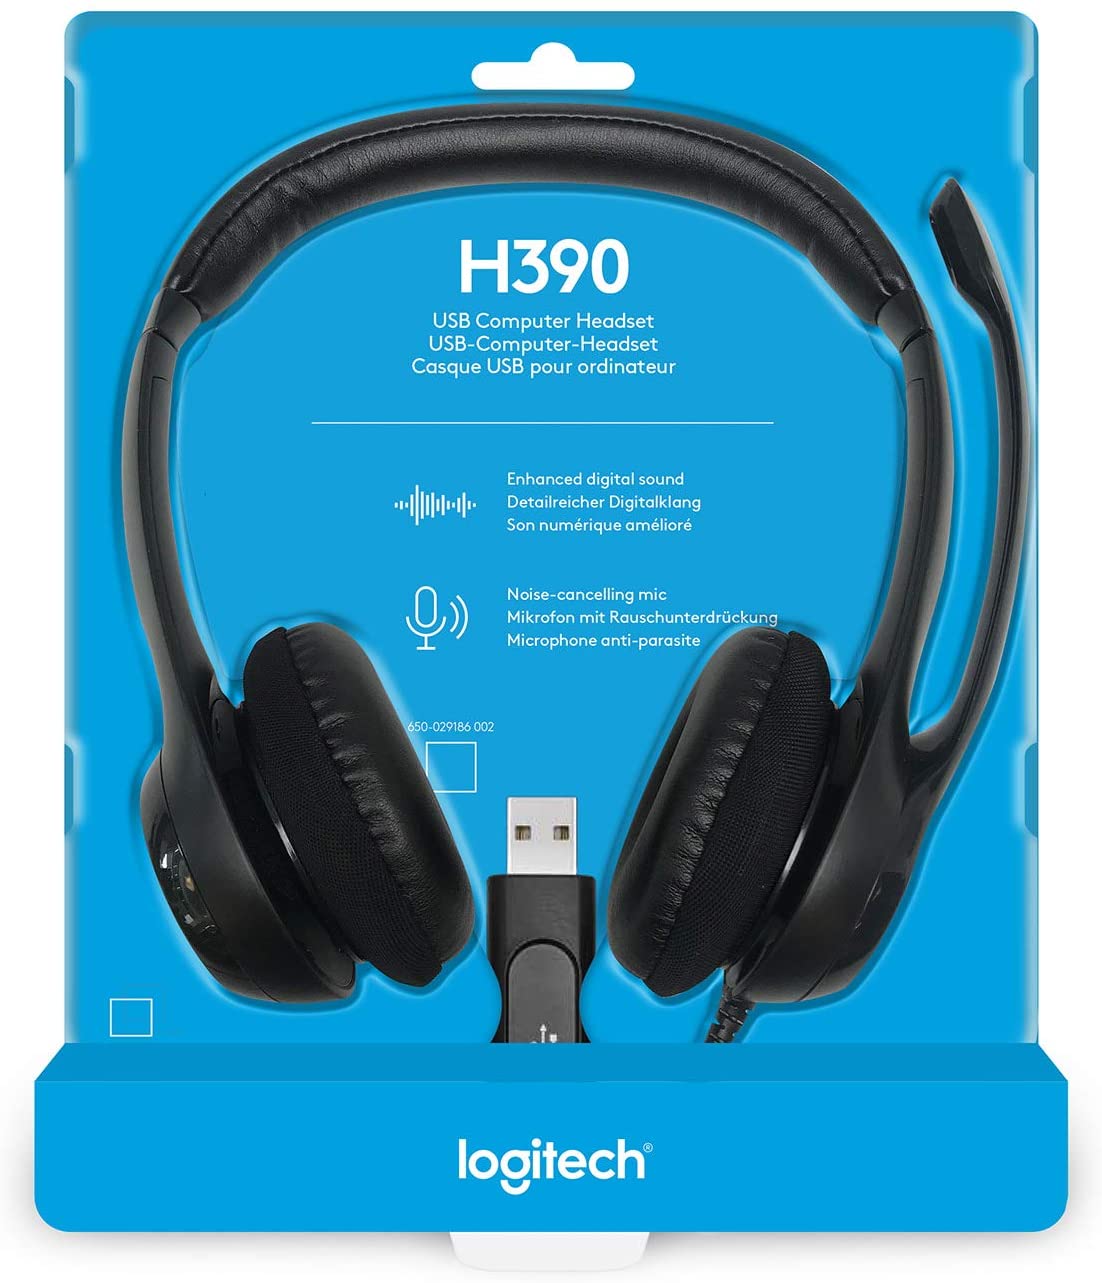 H390
USB Computer Headset
USB-Computer-Headset
Casque USB pour ordinateur
Enhanced digital sound
Detailreicher Digitalklang
Son numérique amélioré
Noise-cancelling mic
Mikrofon mit Rauschunterdrückung
Microphone anti-parasite
650-029186 002
logitech®